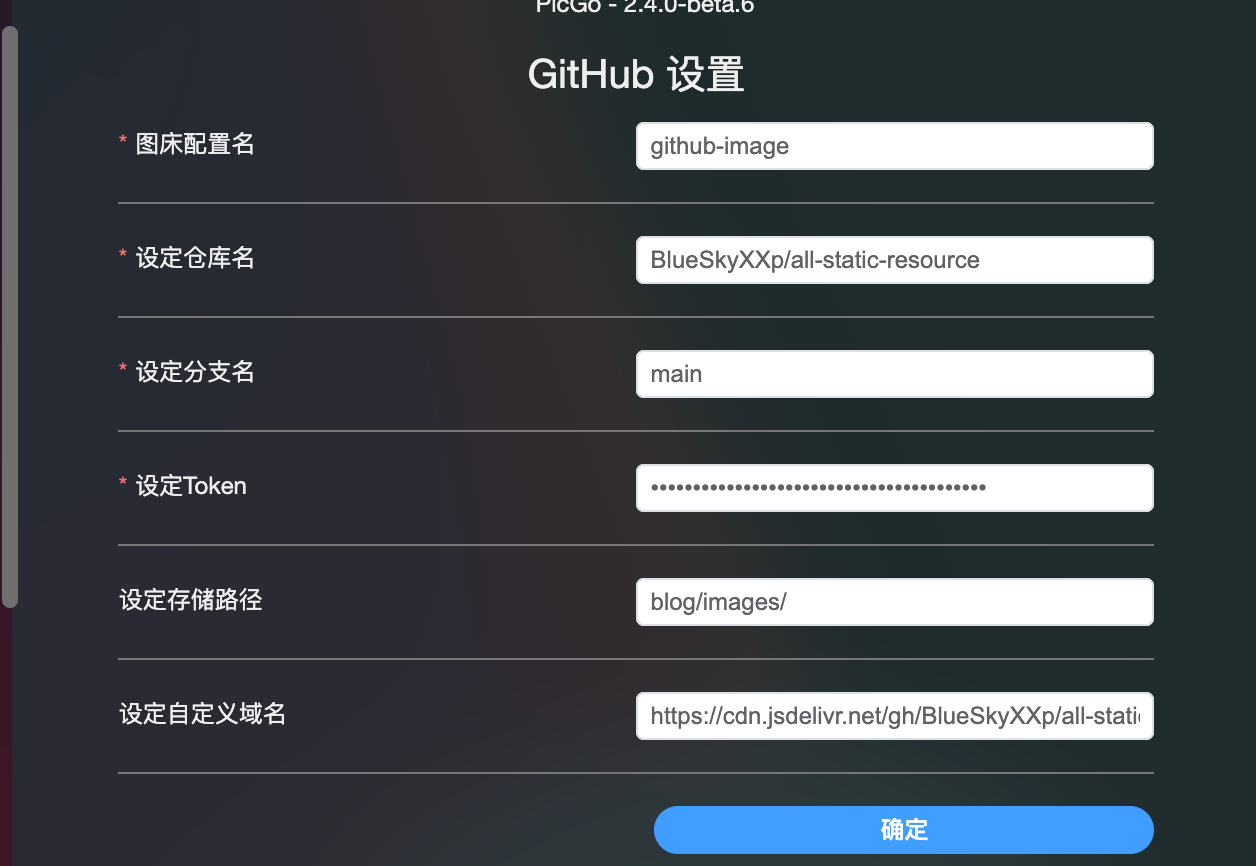 PicGo - 2.4.0-beta.6
GitHub 设置
* 图床配置名
github-image
* 设定仓库名
BlueSkyXXp/all-static-resource
* 设定分支名
main
* 设定Token
••••••••••••••••••••••••••••••••••••••••
设定存储路径
blog/images/
设定自定义域名
https://cdn.jsdelivr.net/gh/BlueSkyXXp/all-stati
确定